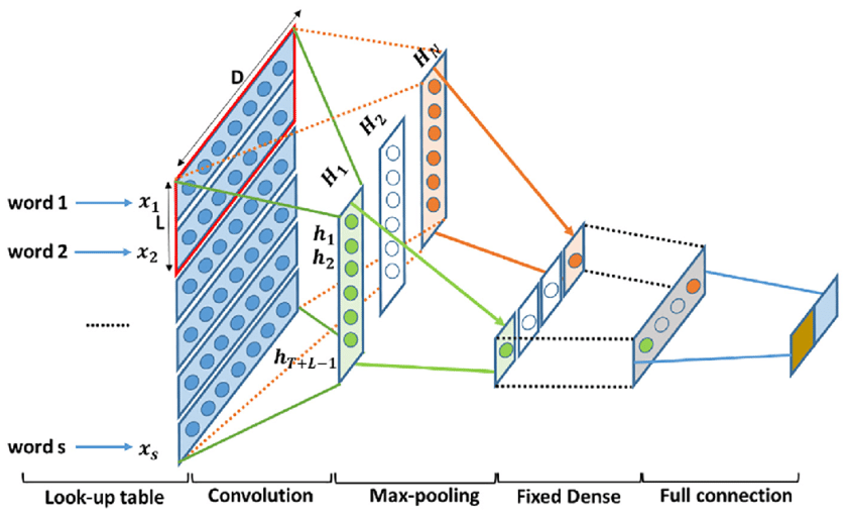 D
H_N
H_2
H_1
word 1
x_1
L
h_1
word 2
x_2
h_2
........
h_{T+L-1}
word s
x_s
Look-up table
Convolution
Max-pooling
Fixed Dense
Full connection